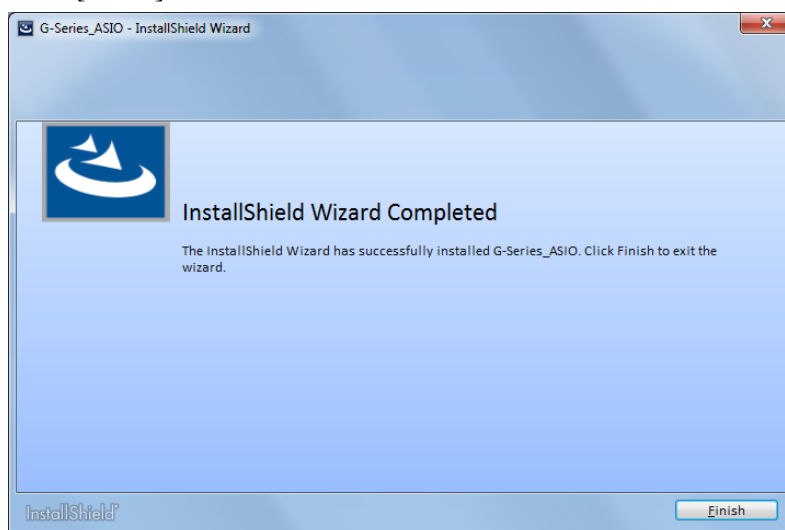 G-Series_ASIO - InstallShield Wizard
InstallShield Wizard Completed
The InstallShield Wizard has successfully installed G-Series_ASIO. Click Finish to exit the
wizard.
InstallShield
Finish